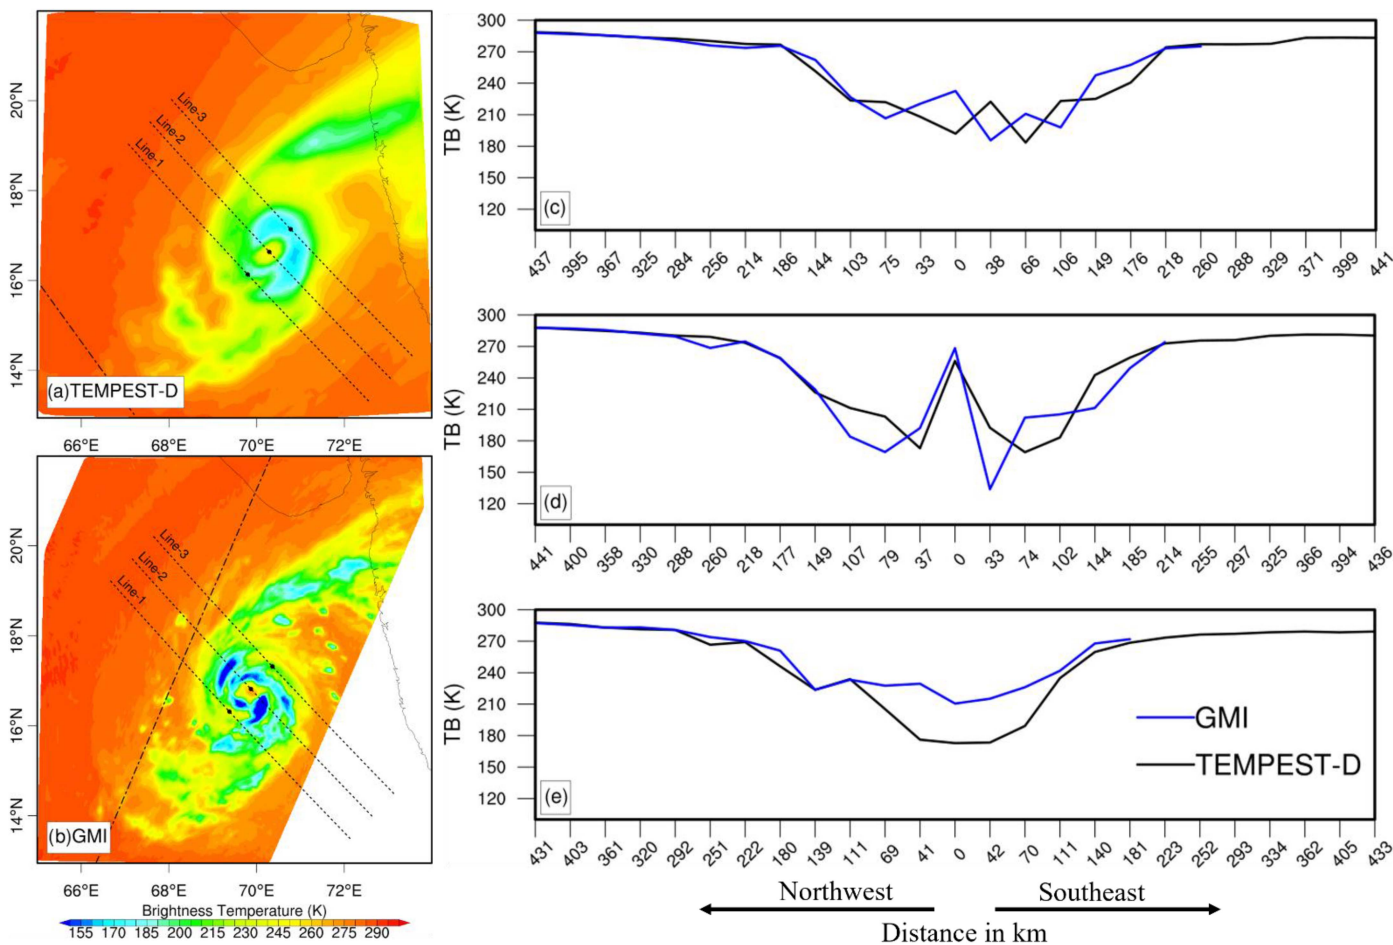 20°N
18°N
16°N
14°N
Line-3
Line-2
Line-1
(a)TEMPEST-D
66°E 68°E 70°E 72°E
20°N
18°N
16°N
14°N
Line-3
Line-2
Line-1
(b)GMI
66°E 68°E 70°E 72°E
Brightness Temperature (K)
155 170 185 200 215 230 245 260 275 290
TB (K)
300
270
240
210
180
150
120
(c)
437 395 367 325 284 256 214 186 144 103 75 33 0 38 66 106 149 176 218 260 288 329 371 399 441
TB (K)
300
270
240
210
180
150
120
(d)
441 400 358 330 288 260 218 177 149 107 79 37 0 33 74 102 144 185 214 255 297 325 366 394 436
TB (K)
300
270
240
210
180
150
120
GMI
TEMPEST-D
(e)
431 403 361 320 292 251 222 180 139 111 69 41 0 42 70 111 140 181 223 252 293 334 362 405 433
Northwest Southeast
Distance in km